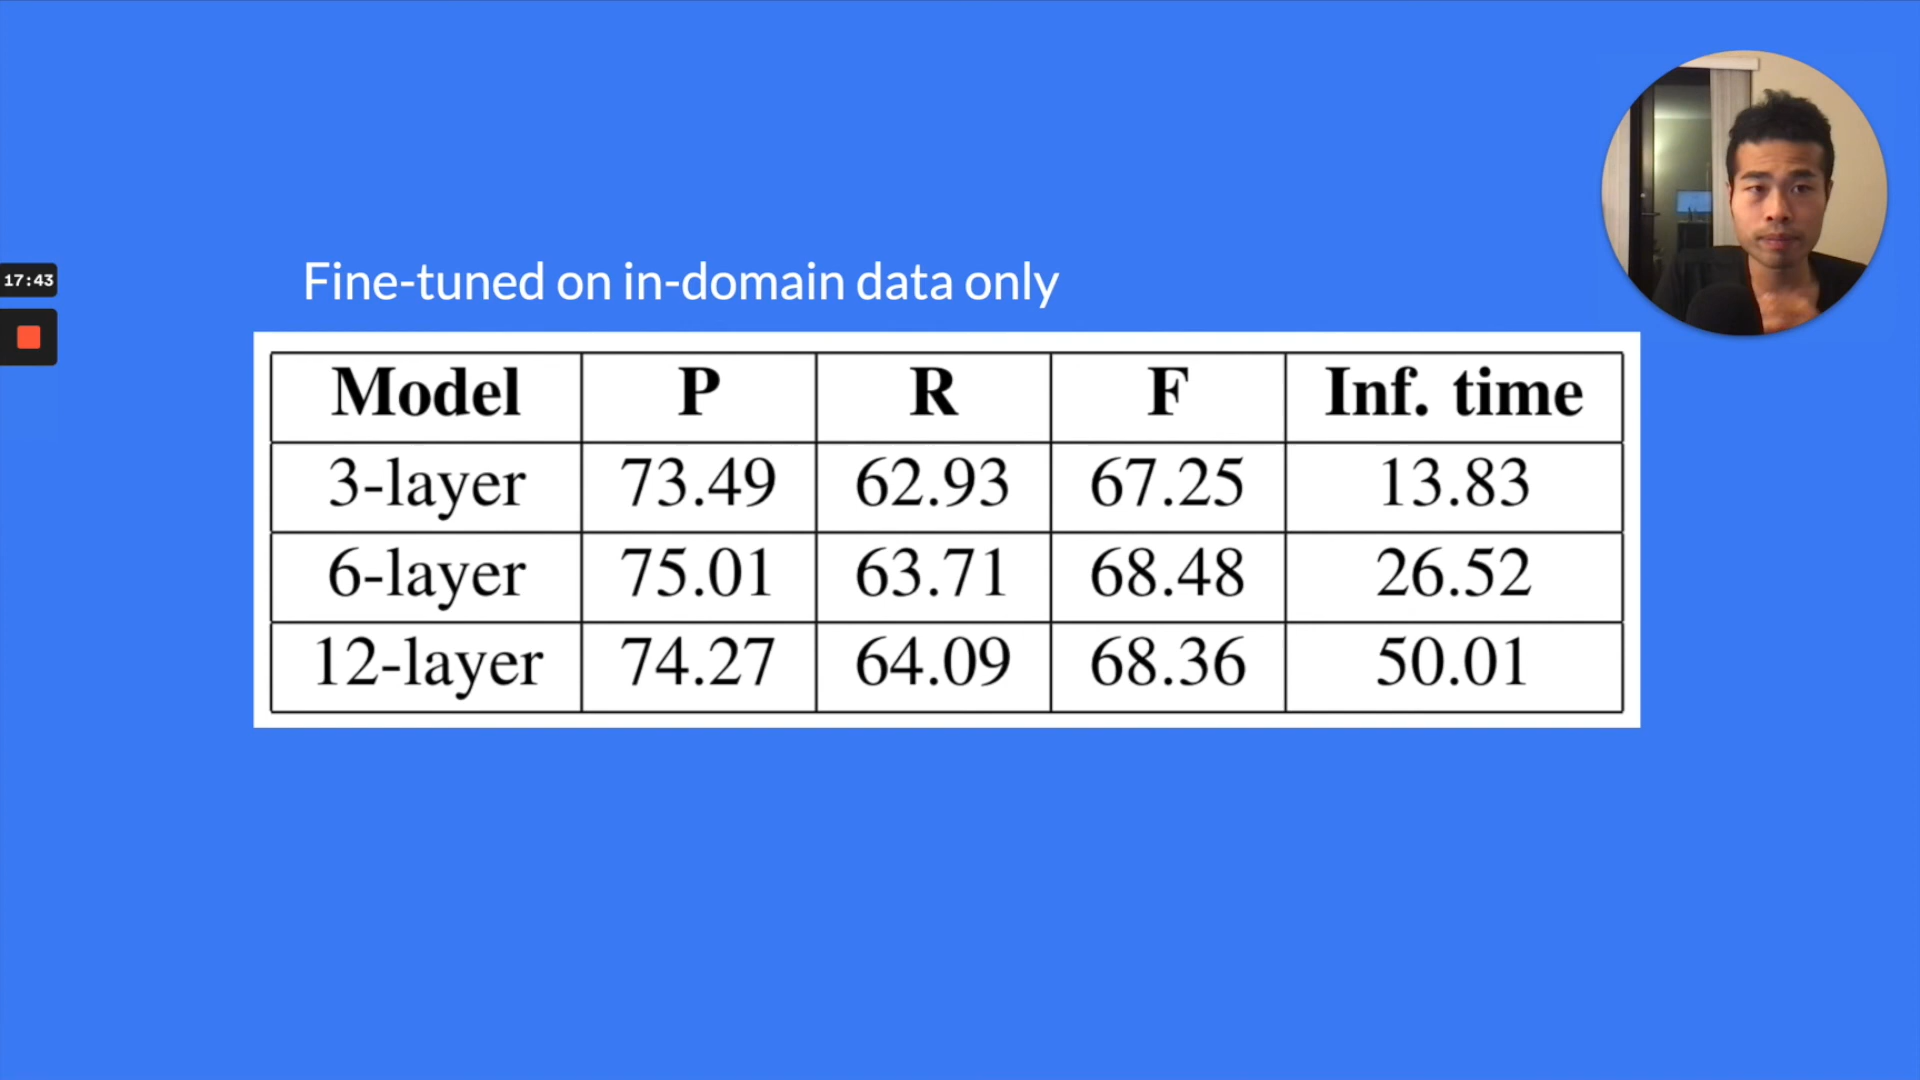 17:43
Fine-tuned on in-domain data only
Model P R F Inf. time
3-layer 73.49 62.93 67.25 13.83
6-layer 75.01 63.71 68.48 26.52
12-layer 74.27 64.09 68.36 50.01